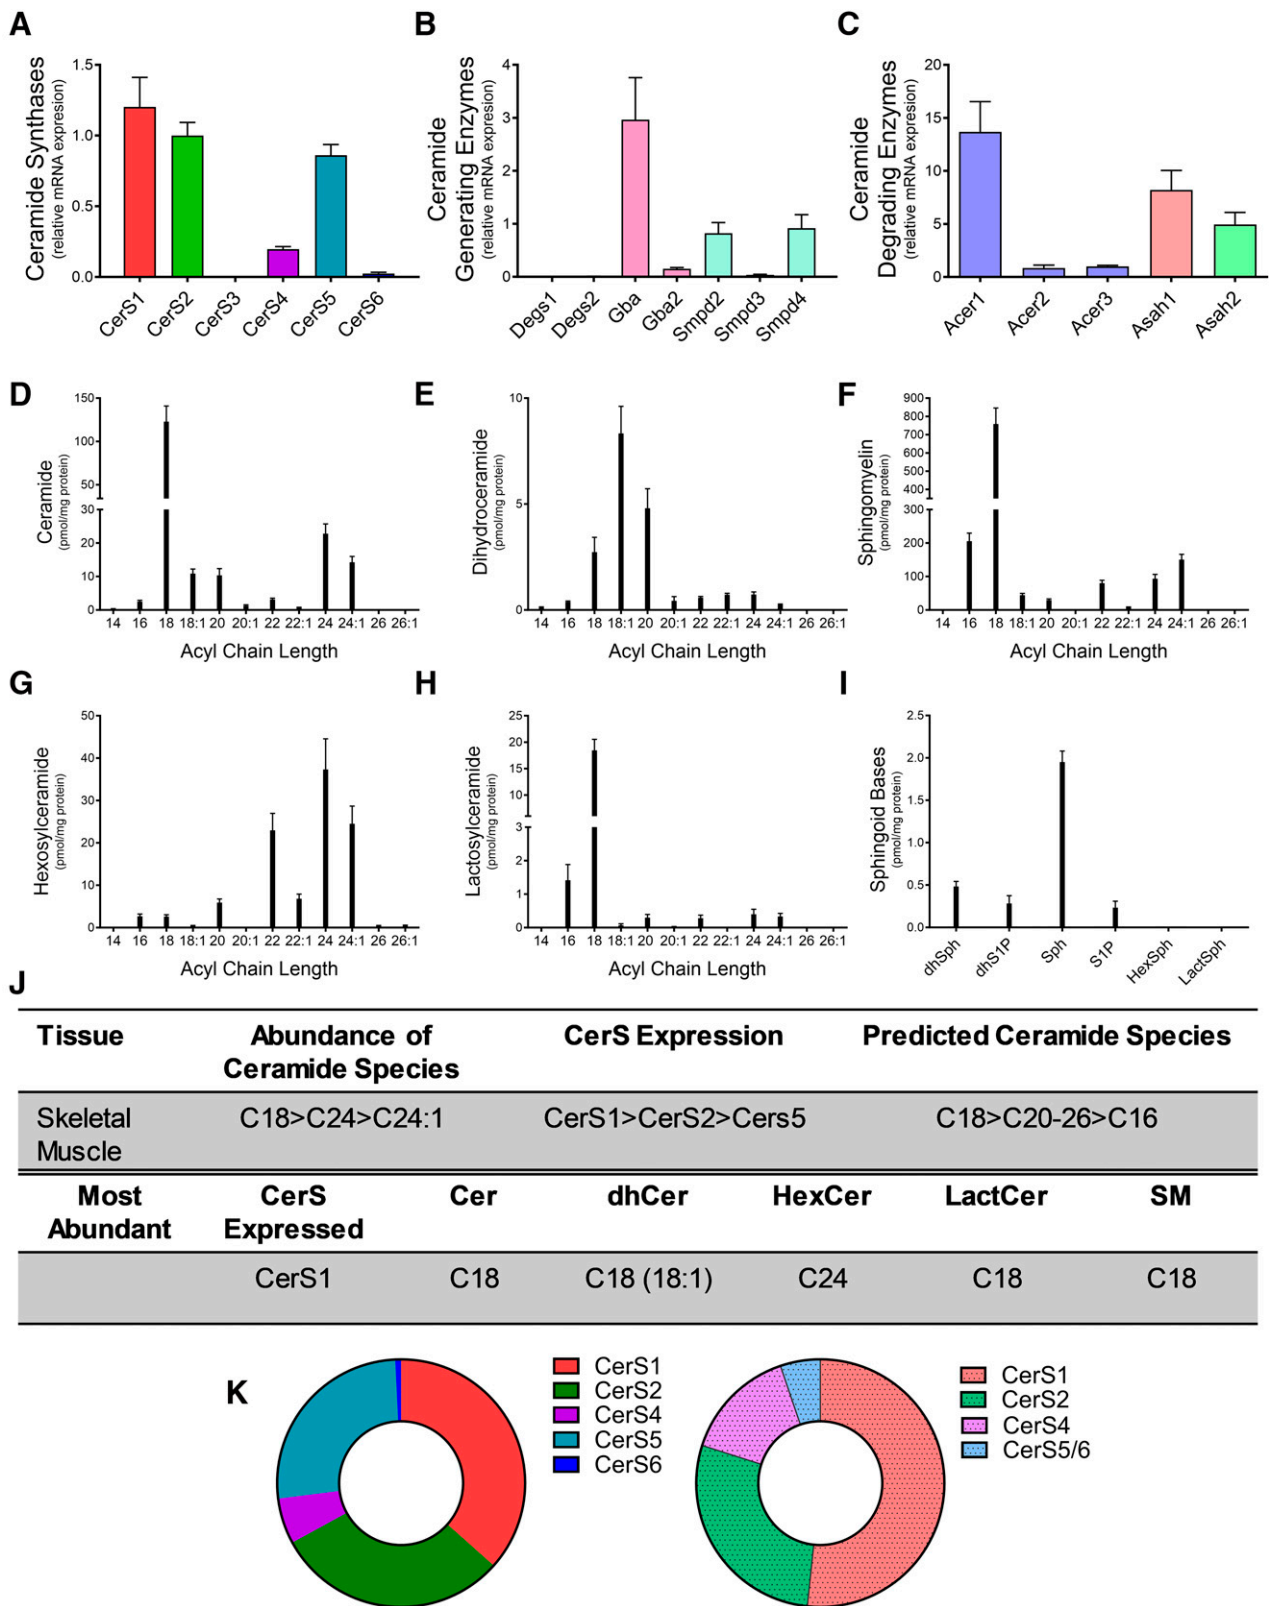 A
Ceramide Synthases
(relative mRNA expression)
1.5
1.0
0.5
0.0
CerS1
CerS2
CerS3
CerS4
CerS5
CerS6
B
Ceramide
Generating Enzymes
(relative mRNA expression)
4
3
2
1
0
Degs1
Degs2
Gba
Gba2
Smpd2
Smpd3
Smpd4
C
Ceramide
Degrading Enzymes
(relative mRNA expression)
20
15
10
5
0
Acer1
Acer2
Acer3
Asah1
Asah2
D
Ceramide
(pmol/mg protein)
150
100
50
30
20
10
0
14 16 18 18:1 20 20:1 22 22:1 24 24:1 26 26:1
Acyl Chain Length
E
Dihydroceramide
(pmol/mg protein)
10
5
0
14 16 18 18:1 20 20:1 22 22:1 24 24:1 26 26:1
Acyl Chain Length
F
Sphingomyelin
(pmol/mg protein)
900
800
700
600
500
400
300
200
100
0
14 16 18 18:1 20 20:1 22 22:1 24 24:1 26 26:1
Acyl Chain Length
G
Hexosylceramide
(pmol/mg protein)
50
40
30
20
10
0
14 16 18 18:1 20 20:1 22 22:1 24 24:1 26 26:1
Acyl Chain Length
H
Lactosylceramide
(pmol/mg protein)
25
20
15
10
3
2
1
0
14 16 18 18:1 20 20:1 22 22:1 24 24:1 26 26:1
Acyl Chain Length
I
Sphingoid Bases
(pmol/mg protein)
2.5
2.0
1.5
1.0
0.5
0.0
dhSph
dhS1P
Sph
S1P
HexSph
LactSph
J
Tissue Abundance of Ceramide Species CerS Expression Predicted Ceramide Species
Skeletal Muscle C18>C24>C24:1 CerS1>CerS2>Cers5 C18>C20-26>C16
Most Abundant CerS Expressed Cer dhCer HexCer LactCer SM
CerS1 C18 C18 (18:1) C24 C18 C18
K
CerS1
CerS2
CerS4
CerS5
CerS6
CerS1
CerS2
CerS4
CerS5/6